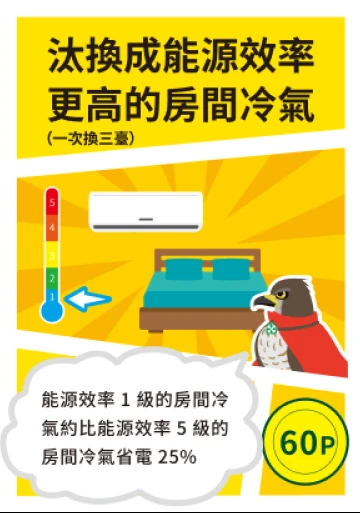 汰換成能源效率
更高的房間冷氣
(一次換三臺)
5
4
3
2
1
能源效率 1 級的房間冷
氣約比能源效率 5 級的
房間冷氣省電 25%
60P